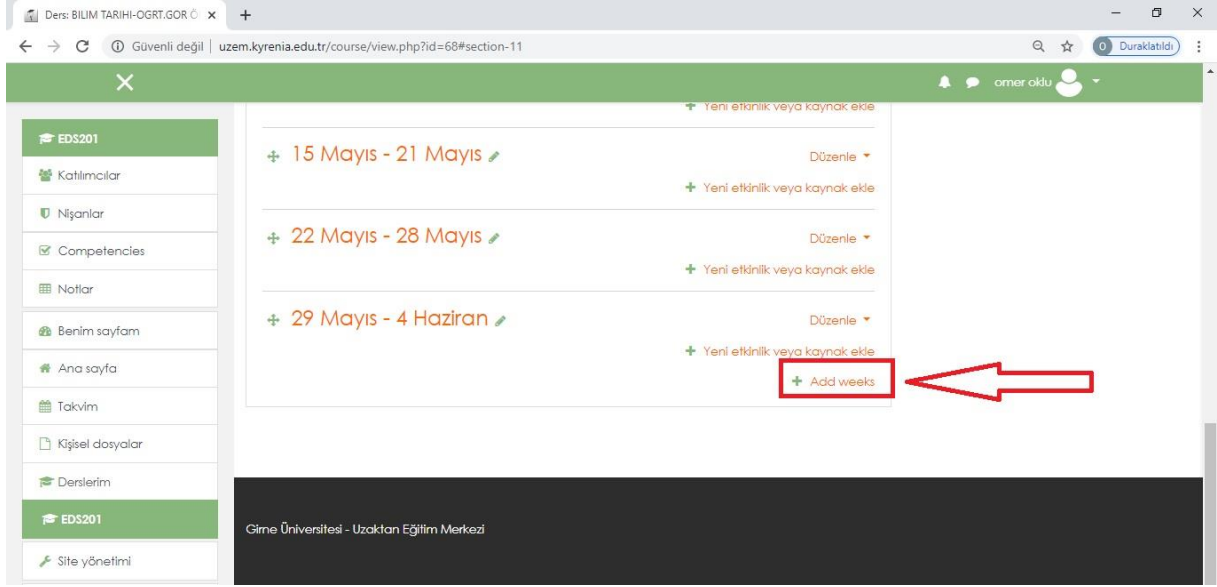 Ders: BILIM TARIHI-OGRT.GOR Ö
Güvenli değil | uzem.kyrenia.edu.tr/course/view.php?id=68#section-11
0 Duraklatıldı
omer oklu
EDS201
Katılımcılar
Nişanlar
Competencies
Notlar
Benim sayfam
Ana sayfa
Takvim
Kişisel dosyalar
Derslerim
EDS201
Site yönetimi
Yeni etkinlik veya kaynak ekle
15 Mayıs - 21 Mayıs
Düzenle
Yeni etkinlik veya kaynak ekle
22 Mayıs - 28 Mayıs
Düzenle
Yeni etkinlik veya kaynak ekle
29 Mayıs - 4 Haziran
Düzenle
Yeni etkinlik veya kaynak ekle
Add weeks
Girne Üniversitesi - Uzaktan Eğitim Merkezi